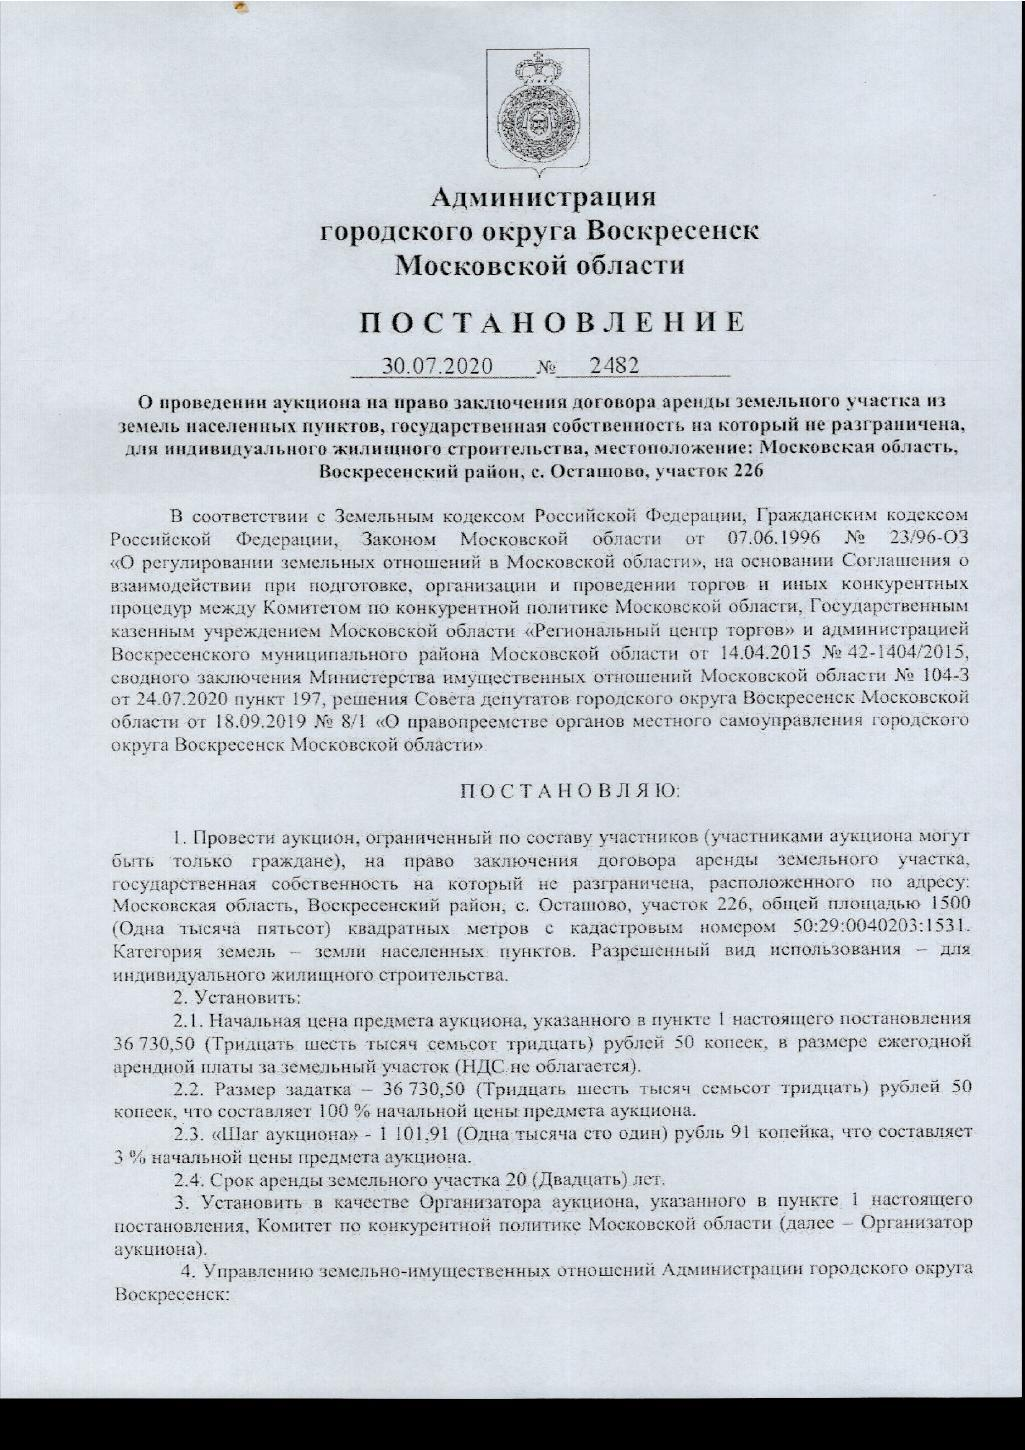 Администрация
городского округа Воскресенск
Московской области
ПОСТАНОВЛЕНИЕ
30.07.2020 № 2482
О проведении аукциона на право заключения договора аренды земельного участка из
земель населенных пунктов, государственная собственность на который не разграничена,
для индивидуального жилищного строительства, местоположение: Московская область,
Воскресенский район, с. Осташово, участок 226
В соответствии с Земельным кодексом Российской Федерации, Гражданским кодексом
Российской Федерации, Законом Московской области от 07.06.1996 № 23/96-ОЗ
«О регулировании земельных отношений в Московской области», на основании Соглашения о
взаимодействии при подготовке, организации и проведении торгов и иных конкурентных
процедур между Комитетом по конкурентной политике Московской области, Государственным
казенным учреждением Московской области «Региональный центр торгов» и администрацией
Воскресенского муниципального района Московской области от 14.04.2015 № 42-1404/2015,
сводного заключения Министерства имущественных отношений Московской области № 104-З
от 24.07.2020 пункт 197, решения Совета депутатов городского округа Воскресенск Московской
области от 18.09.2019 № 8/1 «О правопреемстве органов местного самоуправления городского
округа Воскресенск Московской области»
ПОСТАНОВЛЯЮ:
1. Провести аукцион, ограниченный по составу участников (участниками аукциона могут
быть только граждане), на право заключения договора аренды земельного участка,
государственная собственность на который не разграничена, расположенного по адресу:
Московская область, Воскресенский район, с. Осташово, участок 226, общей площадью 1500
(Одна тысяча пятьсот) квадратных метров с кадастровым номером 50:29:0040203:1531.
Категория земель – земли населенных пунктов. Разрешенный вид использования – для
индивидуального жилищного строительства.
2. Установить:
2.1. Начальная цена предмета аукциона, указанного в пункте 1 настоящего постановления
36 730,50 (Тридцать шесть тысяч семьсот тридцать) рублей 50 копеек, в размере ежегодной
арендной платы за земельный участок (НДС не облагается).
2.2. Размер задатка – 36 730,50 (Тридцать шесть тысяч семьсот тридцать) рублей 50
копеек, что составляет 100 % начальной цены предмета аукциона.
2.3. «Шаг аукциона» - 1 101,91 (Одна тысяча сто один) рубль 91 копейка, что составляет
3 % начальной цены предмета аукциона.
2.4. Срок аренды земельного участка 20 (Двадцать) лет.
3. Установить в качестве Организатора аукциона, указанного в пункте 1 настоящего
постановления, Комитет по конкурентной политике Московской области (далее – Организатор
аукциона).
4. Управлению земельно-имущественных отношений Администрации городского округа
Воскресенск: